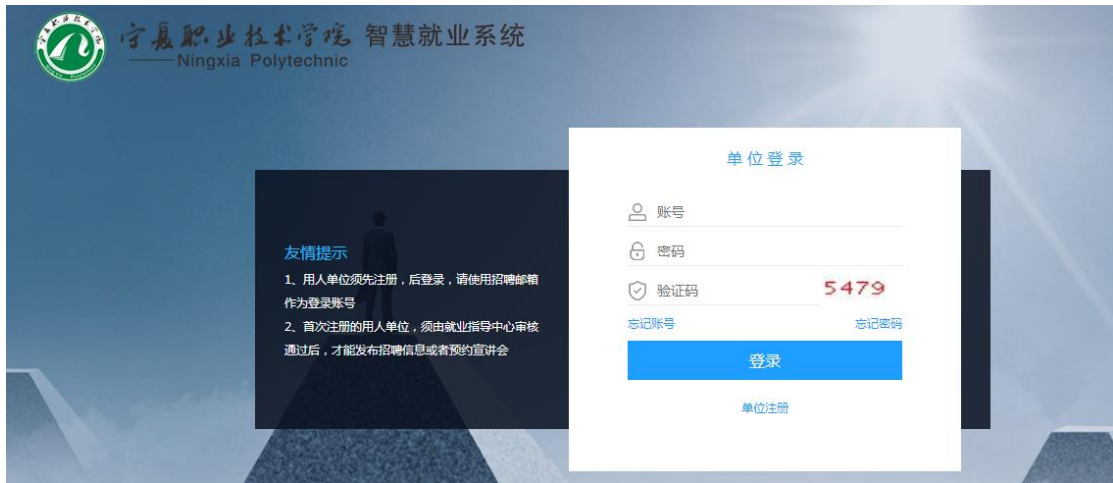 宁夏职业技术学院 智慧就业系统
Ningxia Polytechnic
单位登录
账号
密码
验证码 5479
忘记账号 忘记密码
登录
单位注册
友情提示
1、用人单位须先注册，后登录，请使用招聘邮箱
作为登录账号
2、首次注册的用人单位，须由就业指导中心审核
通过后，才能发布招聘信息或者预约宣讲会